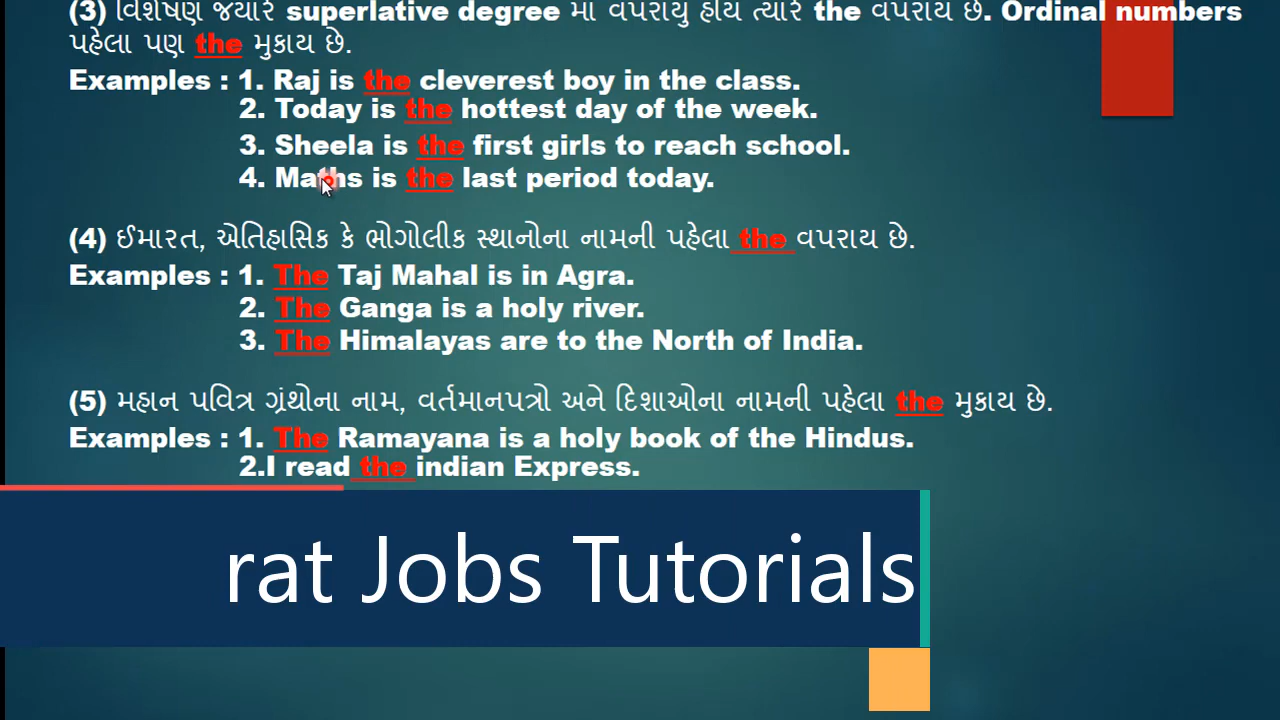 (3) વિશેષણ જયારે superlative degree માં વપરાયું હોય ત્યારે the વપરાય છે. Ordinal numbers
પહેલા પણ the મુકાય છે.
Examples : 1. Raj is the cleverest boy in the class.
2. Today is the hottest day of the week.
3. Sheela is the first girls to reach school.
4. Maths is the last period today.
(4) ઈમારત, ઐતિહાસિક કે ભોગોલીક સ્થાનોના નામની પહેલા the વપરાય છે.
Examples : 1. The Taj Mahal is in Agra.
2. The Ganga is a holy river.
3. The Himalayas are to the North of India.
(5) મહાન પવિત્ર ગ્રંથોના નામ, વર્તમાનપત્રો અને દિશાઓના નામની પહેલા the મુકાય છે.
Examples : 1. The Ramayana is a holy book of the Hindus.
2.I read the indian Express.
rat Jobs Tutorials